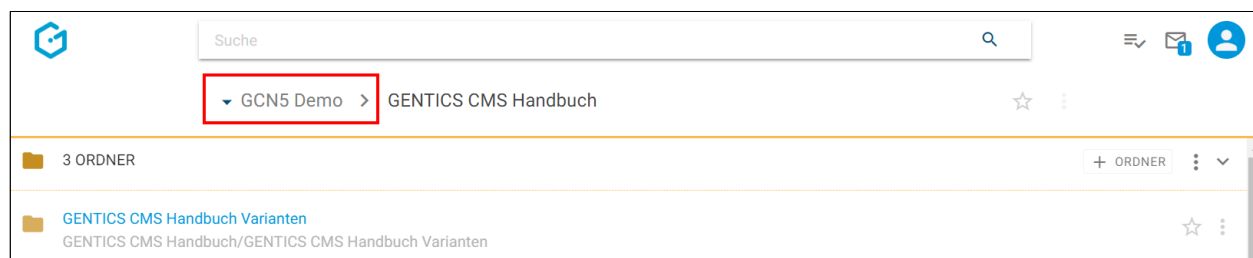 Suche
1
GCN5 Demo > GENTICS CMS Handbuch
3 ORDNER
+ ORDNER
GENTICS CMS Handbuch Varianten
GENTICS CMS Handbuch/GENTICS CMS Handbuch Varianten